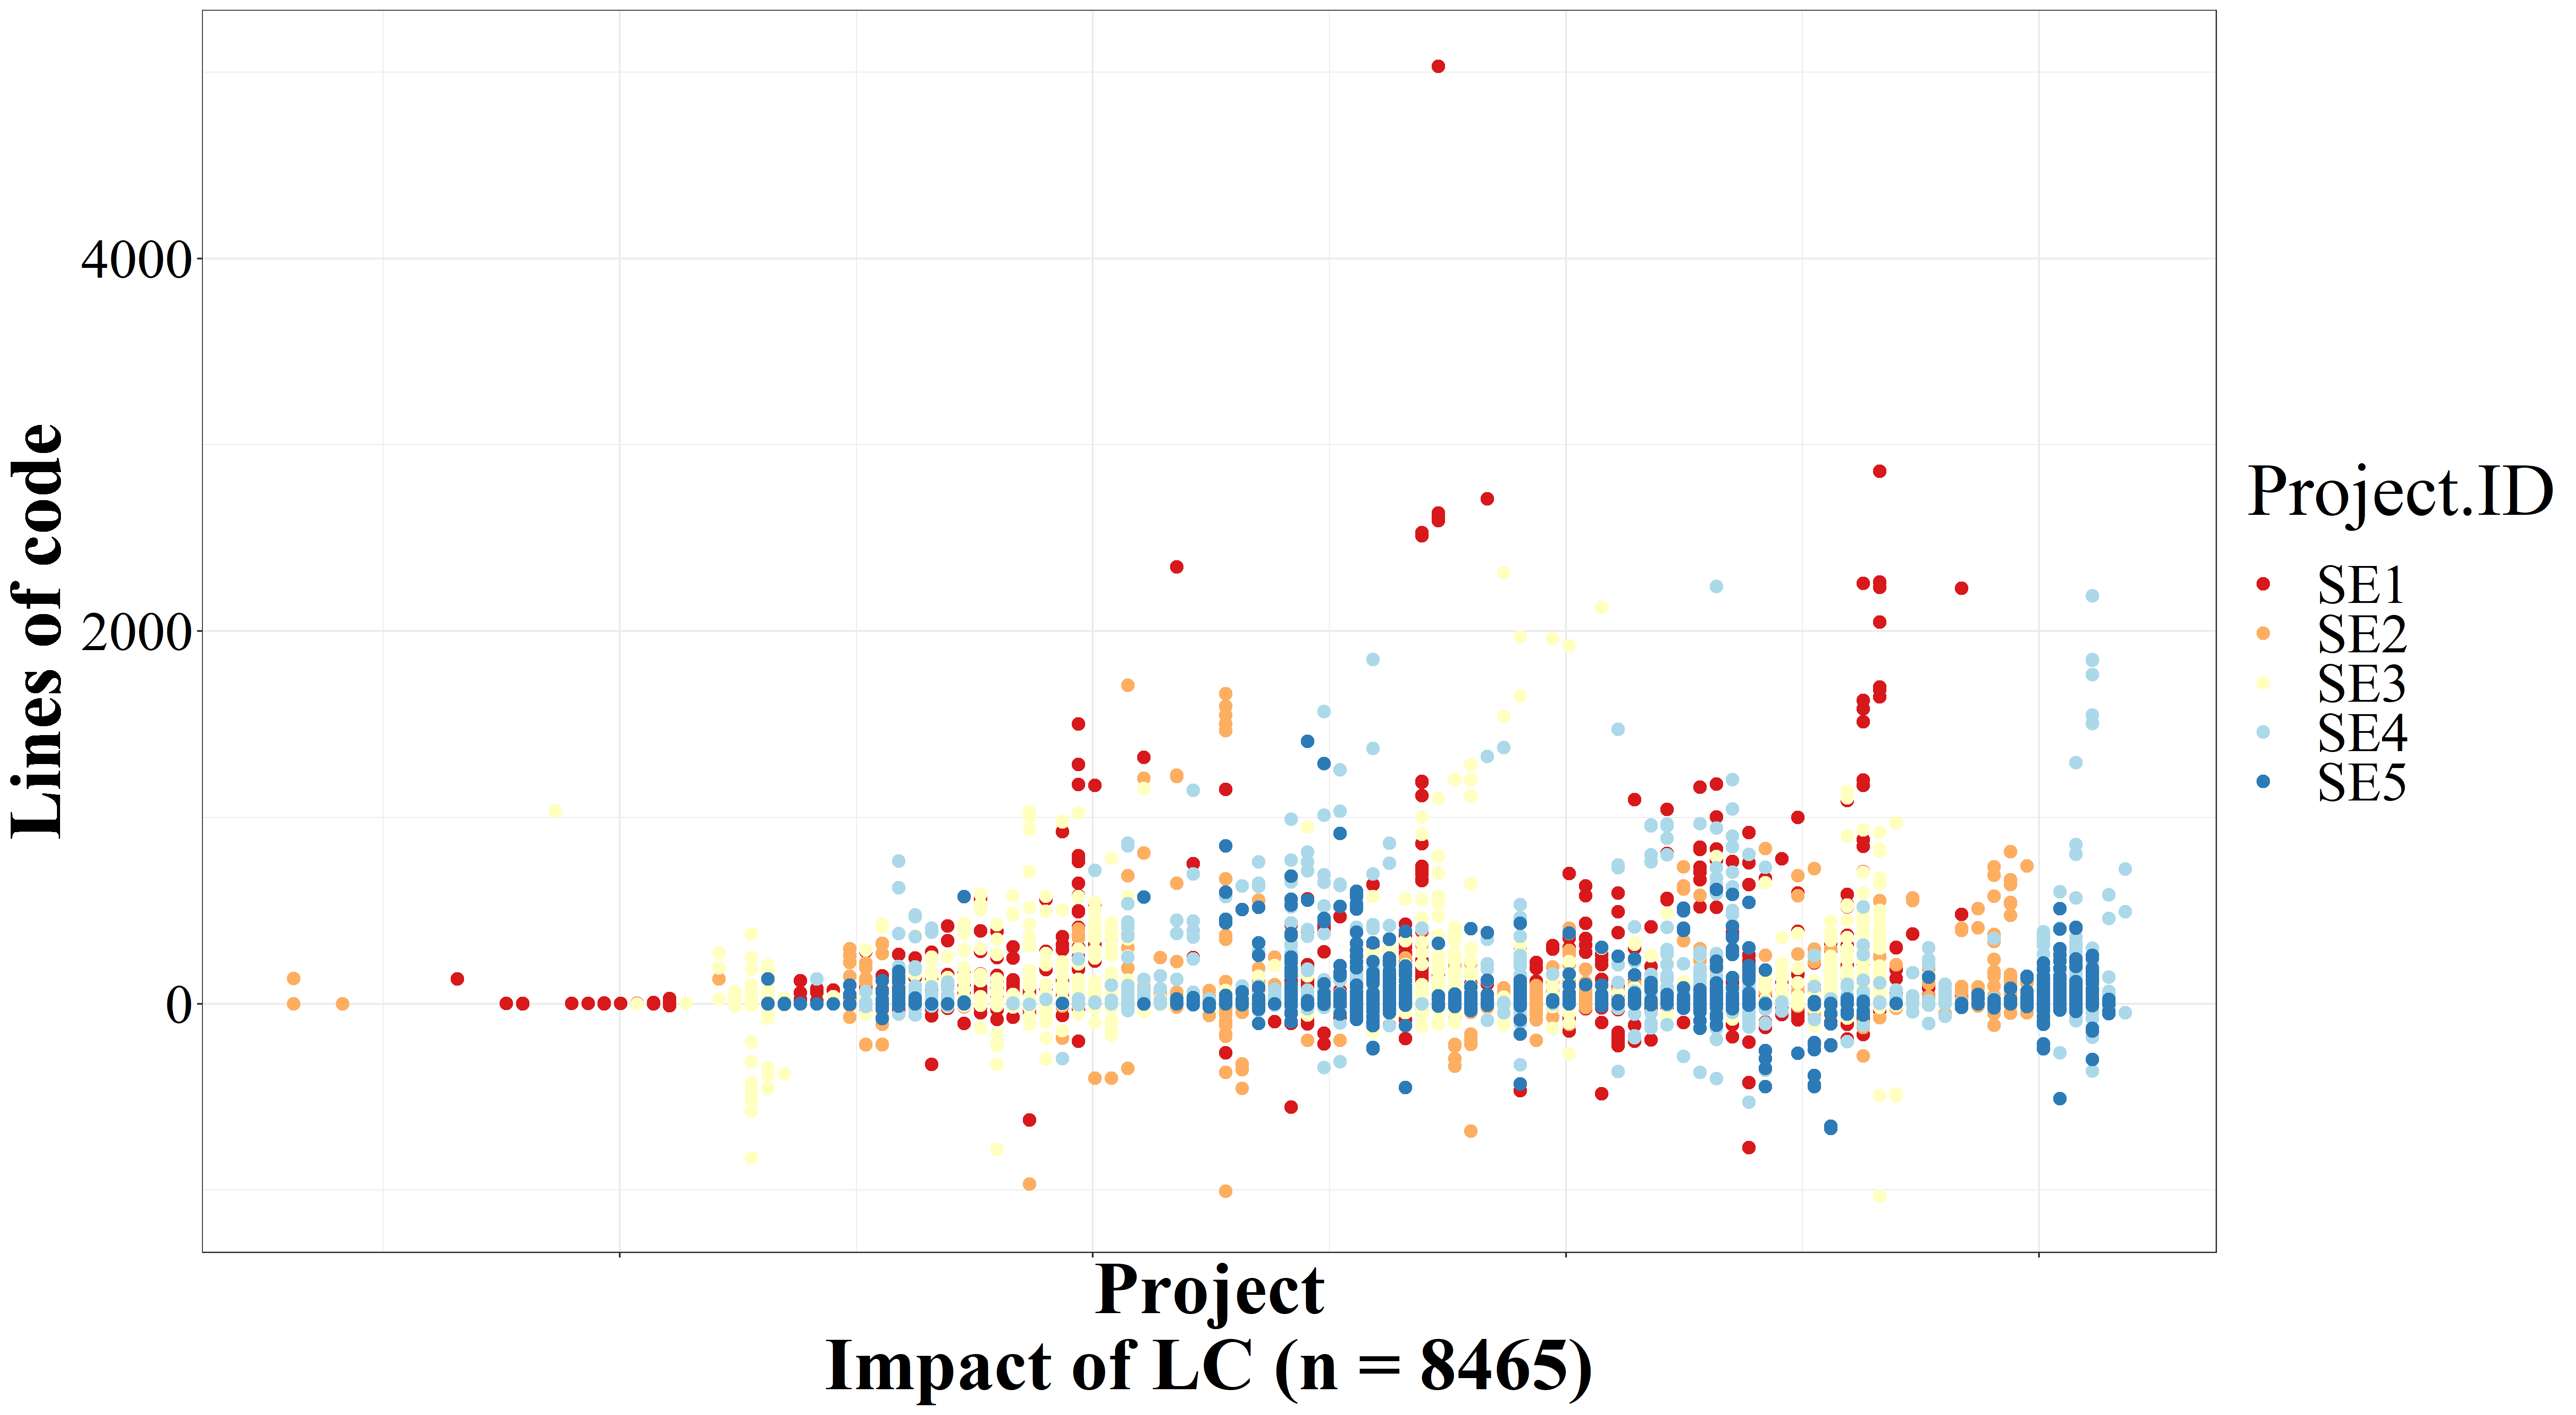 Lines of code
4000
2000
0
Project
Impact of LC (n = 8465)
Project.ID
SE1
SE2
SE3
SE4
SE5